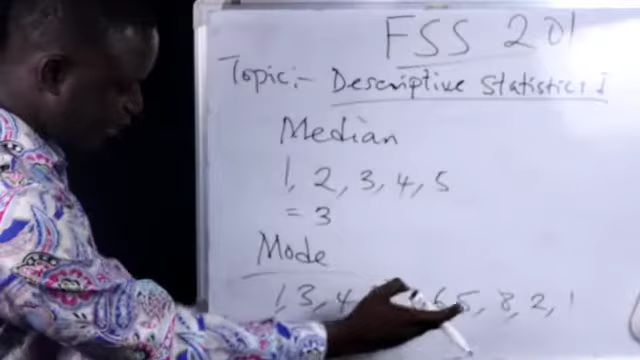 FSS 201
Topic:- Descriptive Statistics I
Median
1, 2, 3, 4, 5
= 3
Mode
1, 3, 4 6, 5, 8, 2, 1